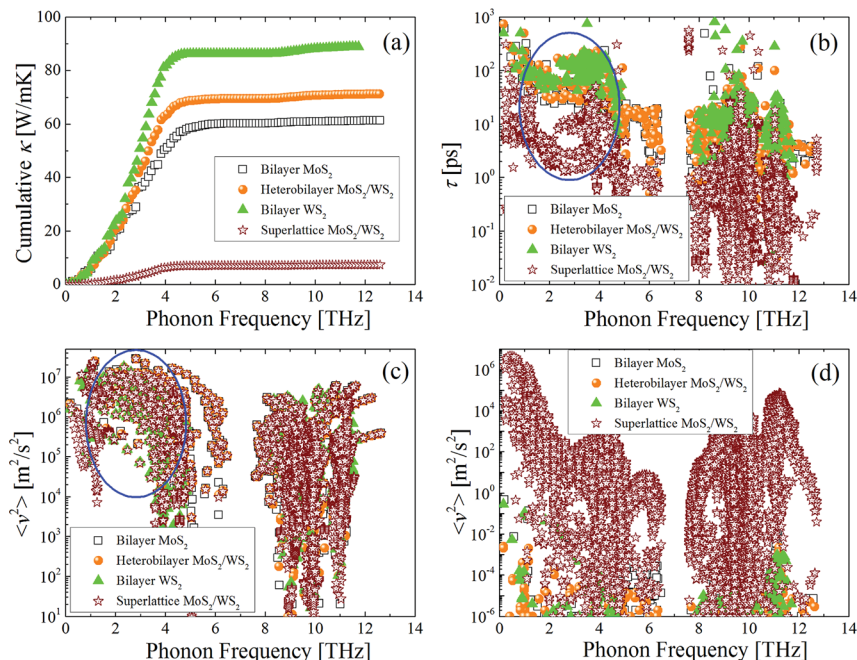 (a)
Cumulative κ [W/mK]
100
80
60
40
20
0
Bilayer MoS₂
Heterobilayer MoS₂/WS₂
Bilayer WS₂
Superlattice MoS₂/WS₂
0 2 4 6 8 10 12 14
Phonon Frequency [THz]
(b)
τ [ps]
10³
10²
10¹
10⁰
10⁻¹
10⁻²
Bilayer MoS₂
Heterobilayer MoS₂/WS₂
Bilayer WS₂
Superlattice MoS₂/WS₂
0 2 4 6 8 10 12 14
Phonon Frequency [THz]
(c)
<v²> [m²/s²]
10⁷
10⁶
10⁵
10⁴
10³
10²
10¹
Bilayer MoS₂
Heterobilayer MoS₂/WS₂
Bilayer WS₂
Superlattice MoS₂/WS₂
0 2 4 6 8 10 12 14
Phonon Frequency [THz]
(d)
<v²> [m²/s²]
10⁶
10⁴
10²
10⁰
10⁻²
10⁻⁴
10⁻⁶
Bilayer MoS₂
Heterobilayer MoS₂/WS₂
Bilayer WS₂
Superlattice MoS₂/WS₂
0 2 4 6 8 10 12 14
Phonon Frequency [THz]